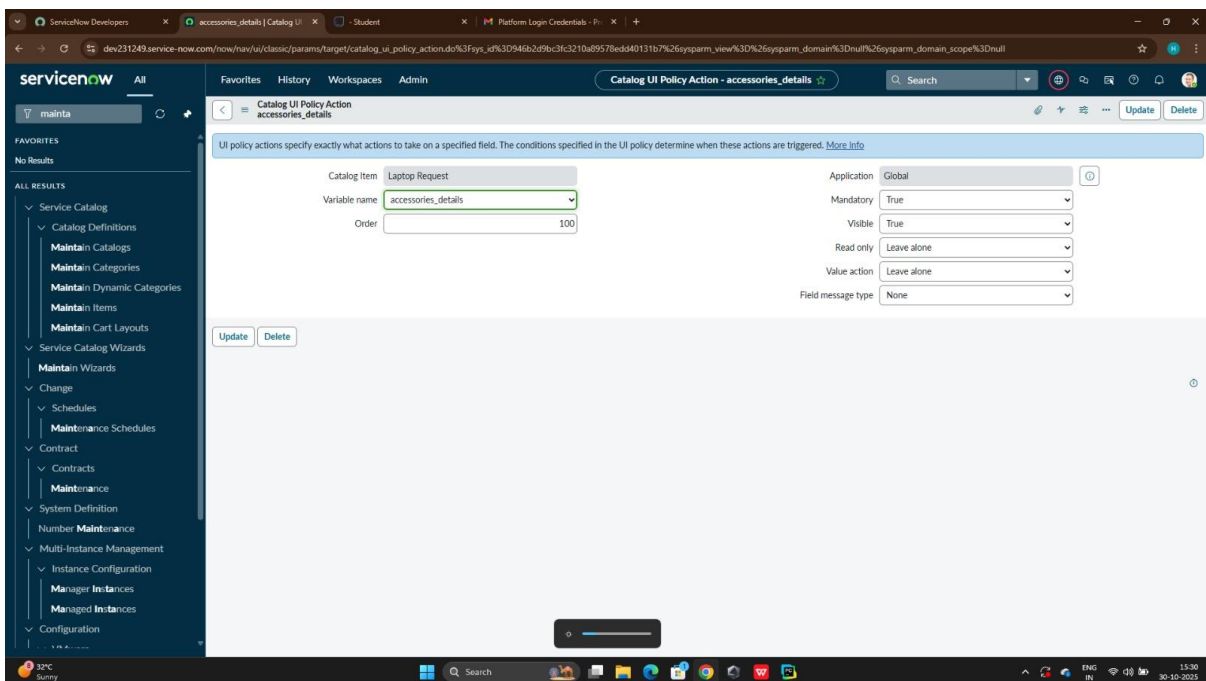 ServiceNow Developers
accessories_details | Catalog UI
- Student
Platform Login Credentials - Po
dev231249.service-now.com/now/nav/ui/classic/params/target/catalog_ui_policy_action.do%3Fsys_id%3D946b2d9bc3fc3210a89578edd40131b7%26sysparm_view%3D%26sysparm_domain%3Dnull%26sysparm_domain_scope%3Dnull
H
servicenow All Favorites History Workspaces Admin Catalog UI Policy Action - accessories_details Search
mainta
Catalog UI Policy Action
accessories_details
Update Delete
FAVORITES
No Results
ALL RESULTS
Service Catalog
Catalog Definitions
Maintain Catalogs
Maintain Categories
Maintain Dynamic Categories
Maintain Items
Maintain Cart Layouts
Service Catalog Wizards
Maintain Wizards
Change
Schedules
Maintenance Schedules
Contract
Contracts
Maintenance
System Definition
Number Maintenance
Multi-Instance Management
Instance Configuration
Manager Instances
Managed Instances
Configuration
UI policy actions specify exactly what actions to take on a specified field. The conditions specified in the UI policy determine when these actions are triggered. More Info
Catalog Item Laptop Request
Variable name accessories_details
Order 100
Application Global
Mandatory True
Visible True
Read only Leave alone
Value action Leave alone
Field message type None
Update Delete
32°C
Sunny
Search
ENG
IN
15:30
30-10-2025